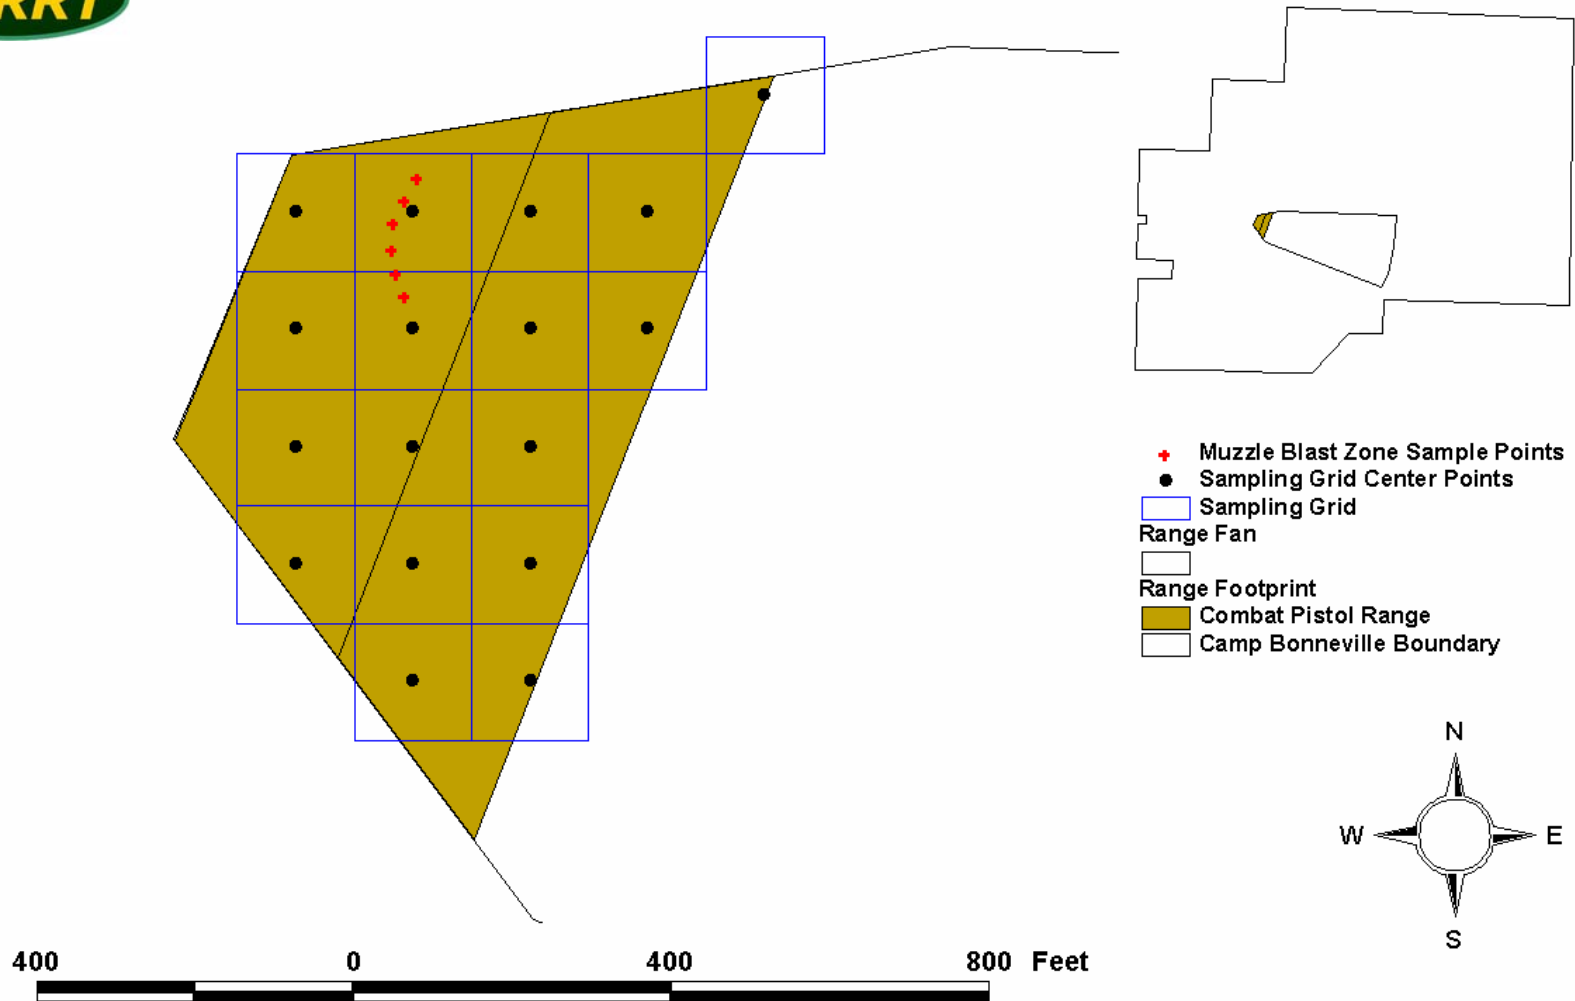 RRT
Muzzle Blast Zone Sample Points
Sampling Grid Center Points
Sampling Grid
Range Fan
Range Footprint
Combat Pistol Range
Camp Bonneville Boundary
N
W E
S
400 0 400 800 Feet